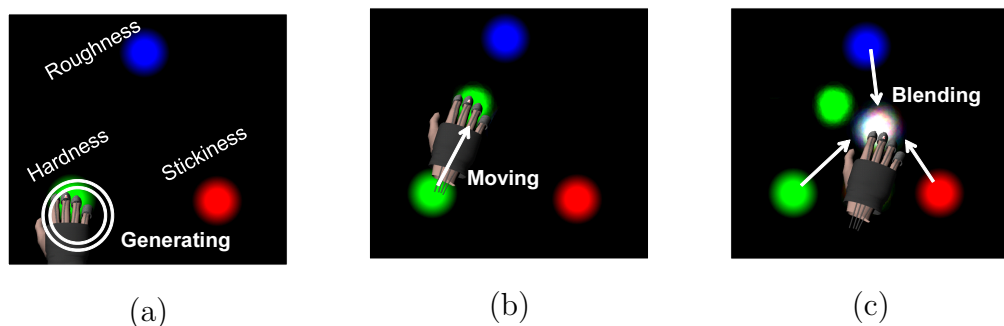 Roughness
Hardness
Stickiness
Generating
Moving
Blending
(a)
(b)
(c)